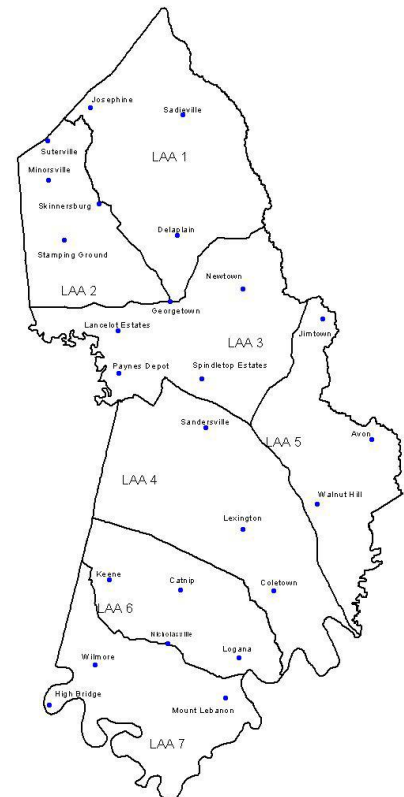 Josephine
Sadieville
Suterville
LAA 1
Minorsville
Skinnersburg
Delaplain
Stamping Ground
Newtown
LAA 2
Georgetown
Lancelot Estates
Jimtown
LAA 3
Paynes Depot
Spindletop Estates
Sandersville
Avon
LAA 5
LAA 4
Walnut Hill
Lexington
Keene
Catnip
Coletown
LAA 6
Nicholasville
Logana
Wilmore
High Bridge
Mount Lebanon
LAA 7